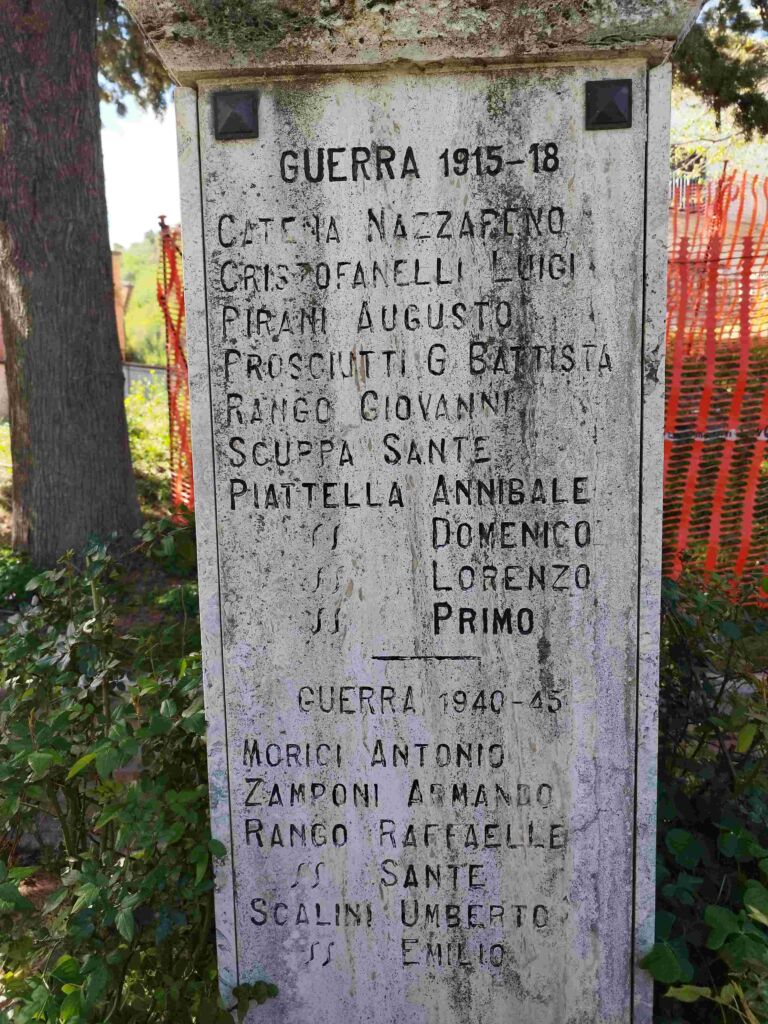 GUERRA 1915-18
CATENA NAZZARENO
CRISTOFANELLI LUIGI
PIRANI AUGUSTO
PROSCIUTTI G BATTISTA
RANGO GIOVANNI
SCUPPA SANTE
PIATTELLA ANNIBALE
〃 DOMENICO
〃 LORENZO
〃 PRIMO
GUERRA 1940-45
MORICI ANTONIO
ZAMPONI ARMANDO
RANGO RAFFAELLE
〃 SANTE
SCALINI UMBERTO
〃 EMILIO